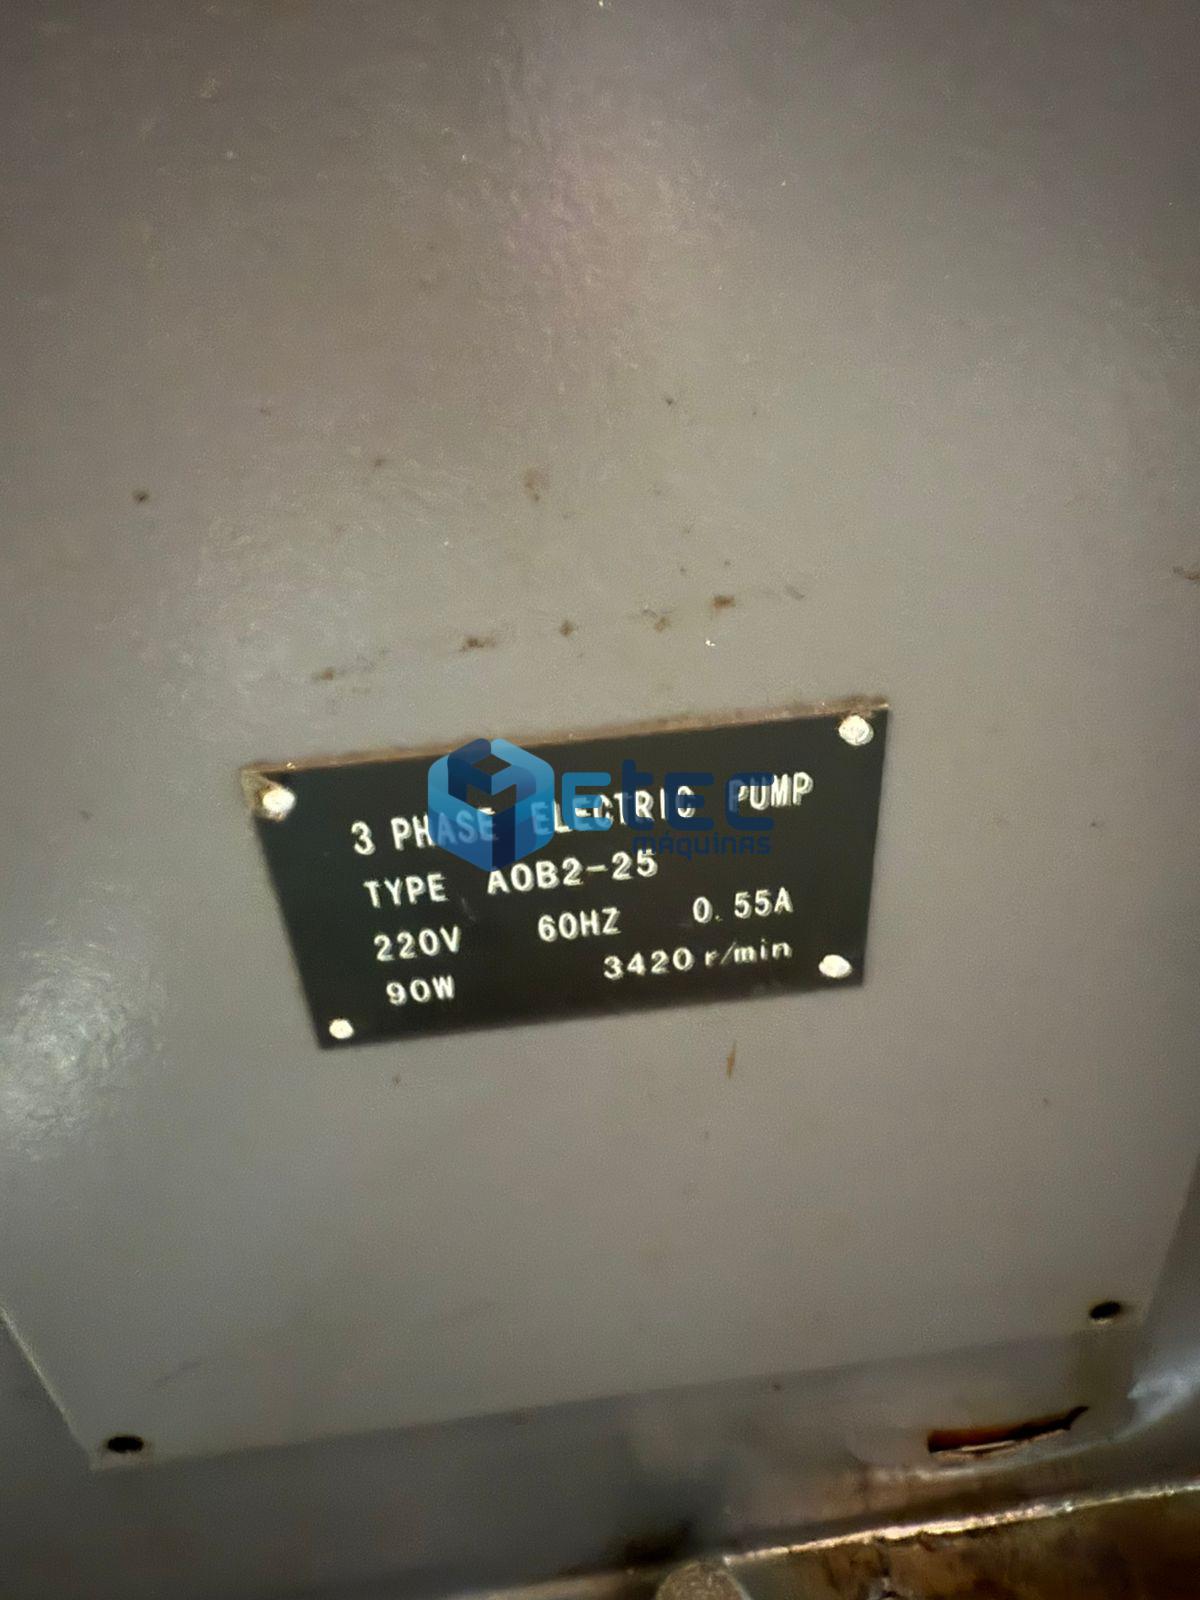 3 PHASE ELECTRIC PUMP
Metec
máquinas
TYPE AOB2-25
220V 60HZ 0.55A
90W 3420 r/min